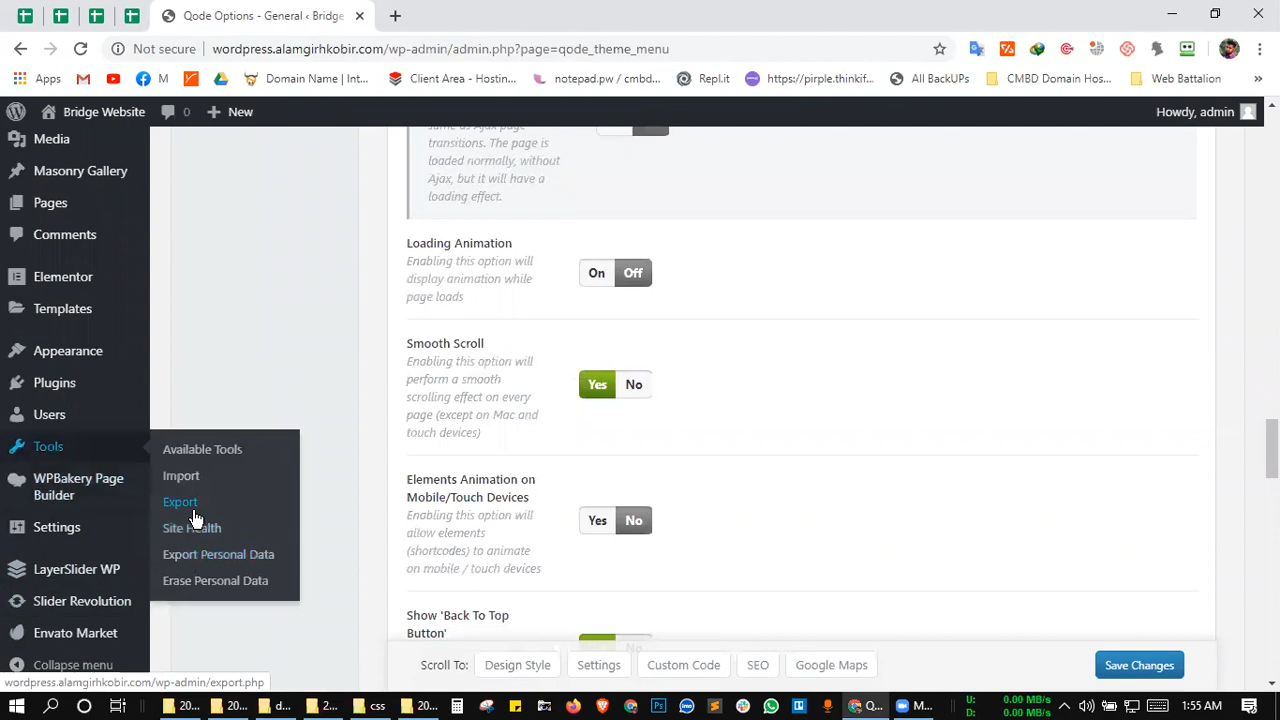 Qode Options - General < Bridge
Not secure wordpress.alamgirhkobir.com/wp-admin/admin.php?page=qode_theme_menu
Apps M Domain Name | Int... Client Area - Hostin... notepad.pw / cmbd... Replit https://pirple.thinkif... All BackUPs CMBD Domain Hos... Web Battalion »
Bridge Website 0 New Howdy, admin
Media
Masonry Gallery
Pages
Comments
Elementor
Templates
Appearance
Plugins
Users
Tools
WPBakery Page
Builder
Settings
LayerSlider WP
Slider Revolution
Envato Market
Collapse menu
Available Tools
Import
Export
Site Health
Export Personal Data
Erase Personal Data
same as Ajax page
transitions. The page is
loaded normally, without
Ajax, but it will have a
loading effect.
Loading Animation
Enabling this option will
display animation while
page loads
On Off
Smooth Scroll
Enabling this option will
perform a smooth
scrolling effect on every
page (except on Mac and
touch devices)
Yes No
Elements Animation on
Mobile/Touch Devices
Enabling this option will
allow elements
(shortcodes) to animate
on mobile / touch devices
Yes No
Show 'Back To Top
Button'
No
Scroll To: Design Style Settings Custom Code SEO Google Maps Save Changes
wordpress.alamgirhkobir.com/wp-admin/export.php
20... 20... d... 2... css 20... Q... M...
U: 0.00 MB/s
D: 0.00 MB/s
1:55 AM